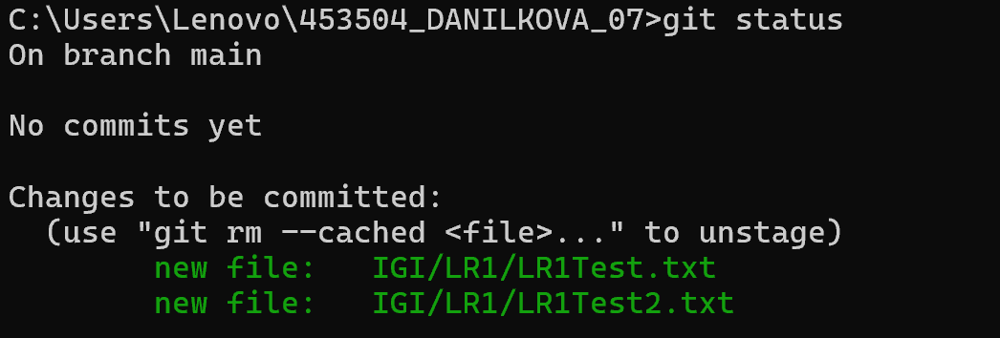 C:\Users\Lenovo\453504_DANILKOVA_07>git status
On branch main
No commits yet
Changes to be committed:
(use "git rm --cached <file>..." to unstage)
new file: IGI/LR1/LR1Test.txt
new file: IGI/LR1/LR1Test2.txt